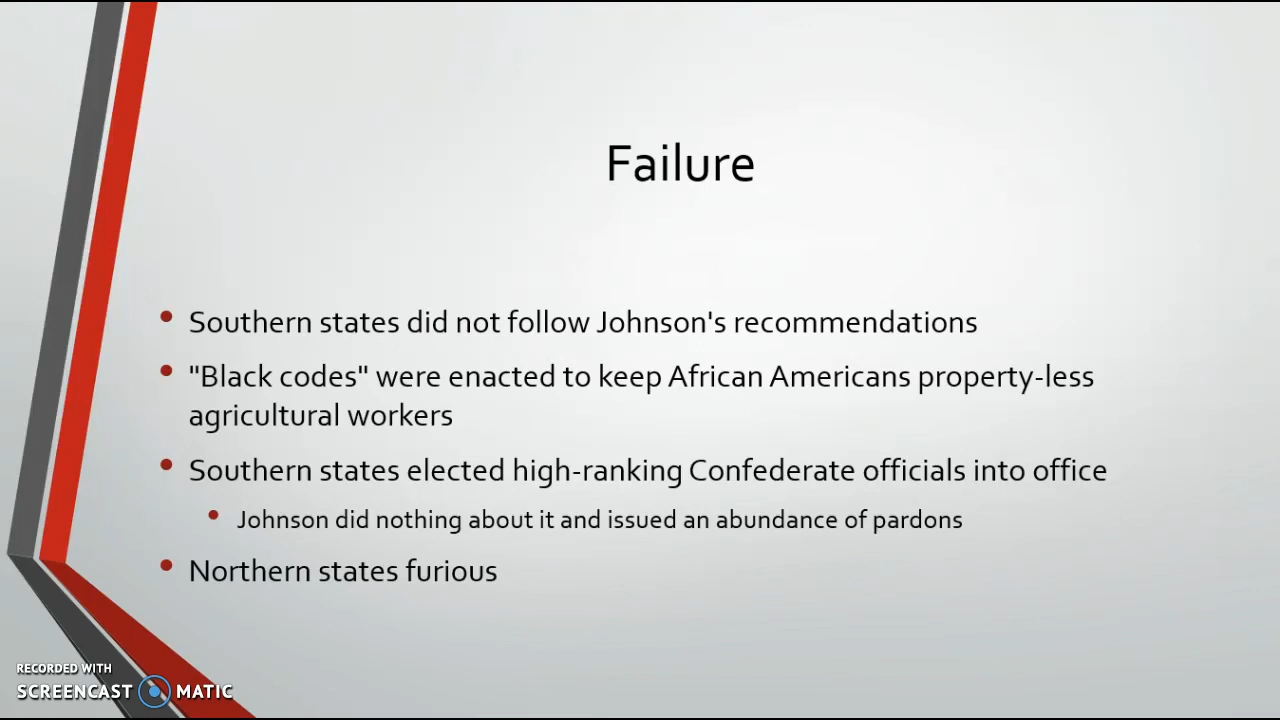 Failure
Southern states did not follow Johnson's recommendations
"Black codes" were enacted to keep African Americans property-less
agricultural workers
Southern states elected high-ranking Confederate officials into office
Johnson did nothing about it and issued an abundance of pardons
Northern states furious
RECORDED WITH
SCREENCAST MATIC